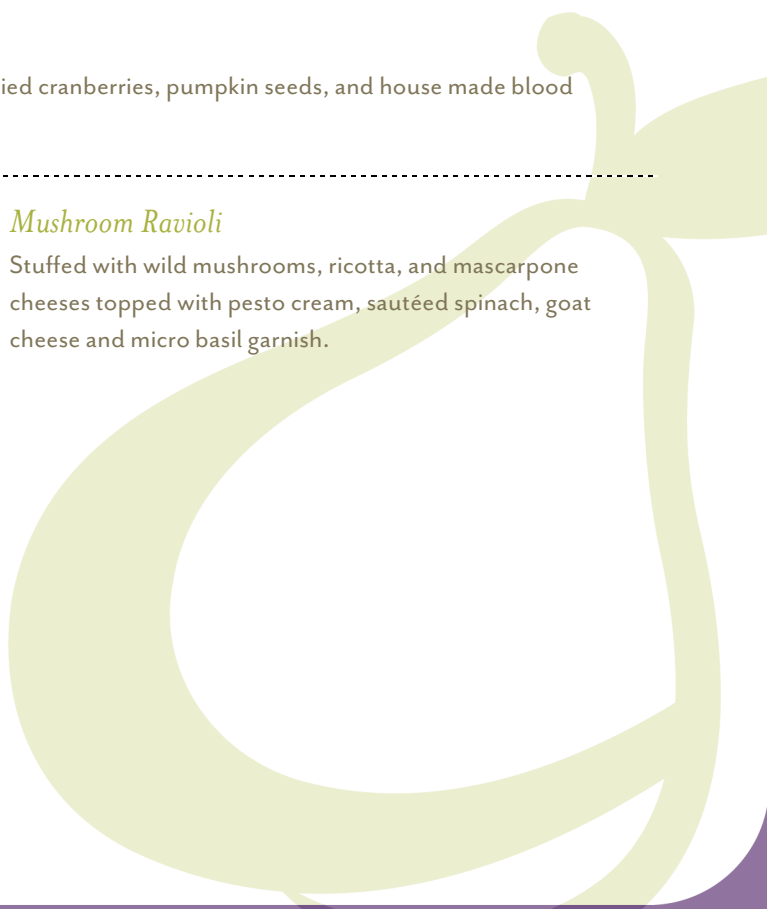 ied cranberries, pumpkin seeds, and house made blood
Mushroom Ravioli
Stuffed with wild mushrooms, ricotta, and mascarpone
cheeses topped with pesto cream, sautéed spinach, goat
cheese and micro basil garnish.